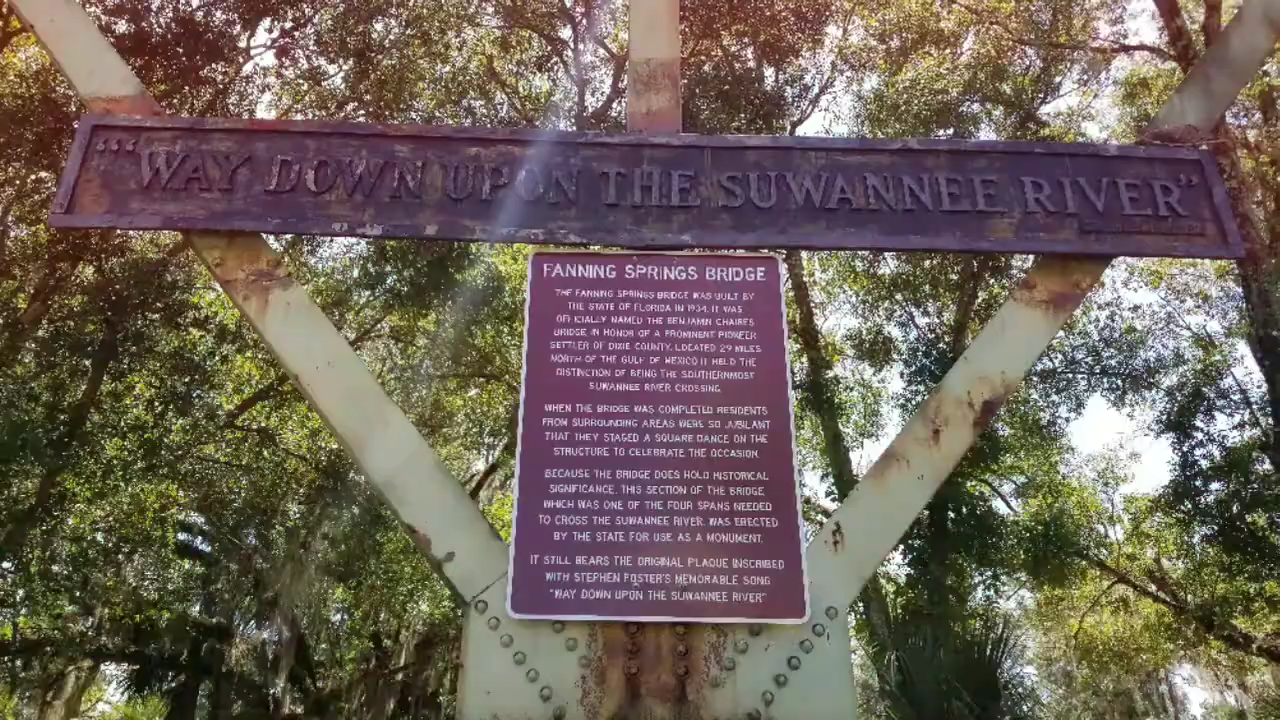 "‘WAY DOWN UPON THE SUWANNEE RIVER"
FANNING SPRINGS BRIDGE
THE FANNING SPRINGS BRIDGE WAS BUILT BY
THE STATE OF FLORIDA IN 1934. IT WAS
OFFICIALLY NAMED THE BENJAMIN CHAIRES
BRIDGE IN HONOR OF A PROMINENT PIONEER
SETTLER OF DIXIE COUNTY. LOCATED 29 MILES
NORTH OF THE GULF OF MEXICO IT HELD THE
DISTINCTION OF BEING THE SOUTHERNMOST
SUWANNEE RIVER CROSSING.
WHEN THE BRIDGE WAS COMPLETED RESIDENTS
FROM SURROUNDING AREAS WERE SO JUBILANT
THAT THEY STAGED A SQUARE DANCE ON THE
STRUCTURE TO CELEBRATE THE OCCASION.
BECAUSE THE BRIDGE DOES HOLD HISTORICAL
SIGNIFICANCE, THIS SECTION OF THE BRIDGE
WHICH WAS ONE OF THE FOUR SPANS NEEDED
TO CROSS THE SUWANNEE RIVER, WAS ERECTED
BY THE STATE FOR USE AS A MONUMENT.
IT STILL BEARS THE ORIGINAL PLAQUE INSCRIBED
WITH STEPHEN FOSTER'S MEMORABLE SONG
"WAY DOWN UPON THE SUWANNEE RIVER"